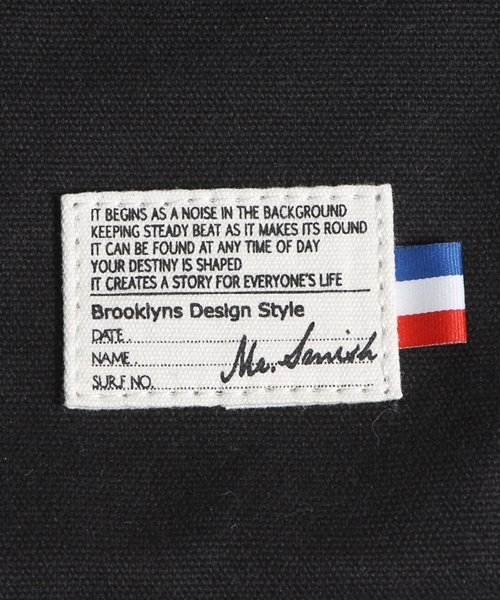 IT BEGINS AS A NOISE IN THE BACKGROUND
KEEPING STEADY BEAT AS IT MAKES ITS ROUND
IT CAN BE FOUND AT ANY TIME OF DAY
YOUR DESTINY IS SHAPED
IT CREATES A STORY FOR EVERYONE'S LIFE
Brooklyns Design Style
DATE.
NAME. Mr. Smish
SURF NO.